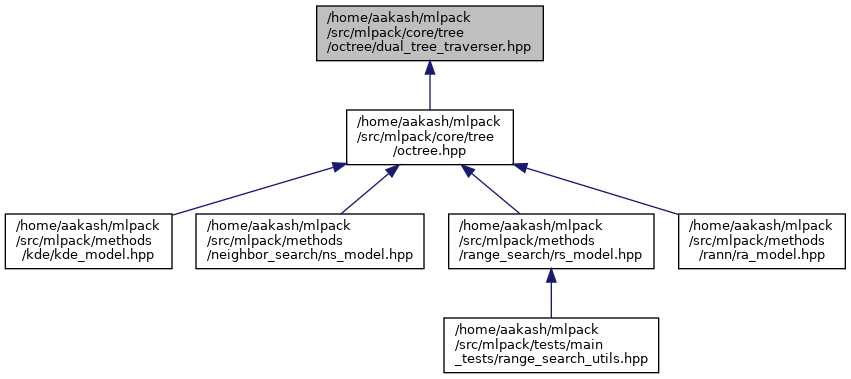 /home/aakash/mlpack
/src/mlpack/core/tree
/octree/dual_tree_traverser.hpp
/home/aakash/mlpack
/src/mlpack/core/tree
/octree.hpp
/home/aakash/mlpack
/src/mlpack/methods
/kde/kde_model.hpp
/home/aakash/mlpack
/src/mlpack/methods
/neighbor_search/ns_model.hpp
/home/aakash/mlpack
/src/mlpack/methods
/range_search/rs_model.hpp
/home/aakash/mlpack
/src/mlpack/methods
/rann/ra_model.hpp
/home/aakash/mlpack
/src/mlpack/tests/main
_tests/range_search_utils.hpp